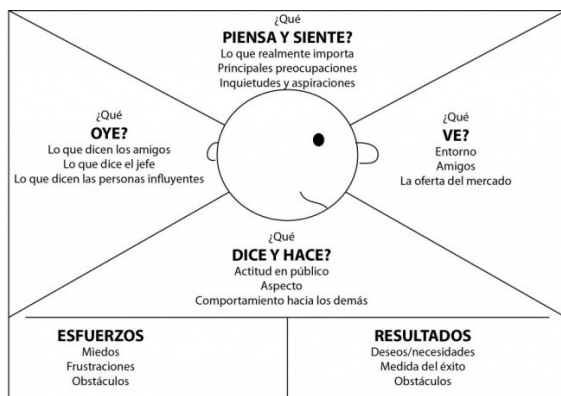 ¿Qué
PIENSA Y SIENTE?
Lo que realmente importa
Principales preocupaciones
Inquietudes y aspiraciones
¿Qué
OYE?
Lo que dicen los amigos
Lo que dice el jefe
Lo que dicen las personas influyentes
¿Qué
VE?
Entorno
Amigos
La oferta del mercado
¿Qué
DICE Y HACE?
Actitud en público
Aspecto
Comportamiento hacia los demás
ESFUERZOS
Miedos
Frustraciones
Obstáculos
RESULTADOS
Deseos/necesidades
Medida del éxito
Obstáculos